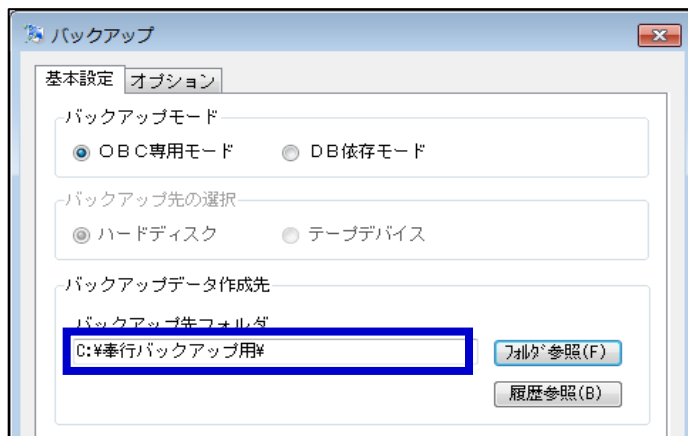 バックアップ
基本設定 オプション
バックアップモード
OBC専用モード DB依存モード
バックアップ先の選択
ハードディスク テープデバイス
バックアップデータ作成先
バックアップ先フォルダ
C:¥奉行バックアップ用¥ フォルダ参照(F)
履歴参照(B)